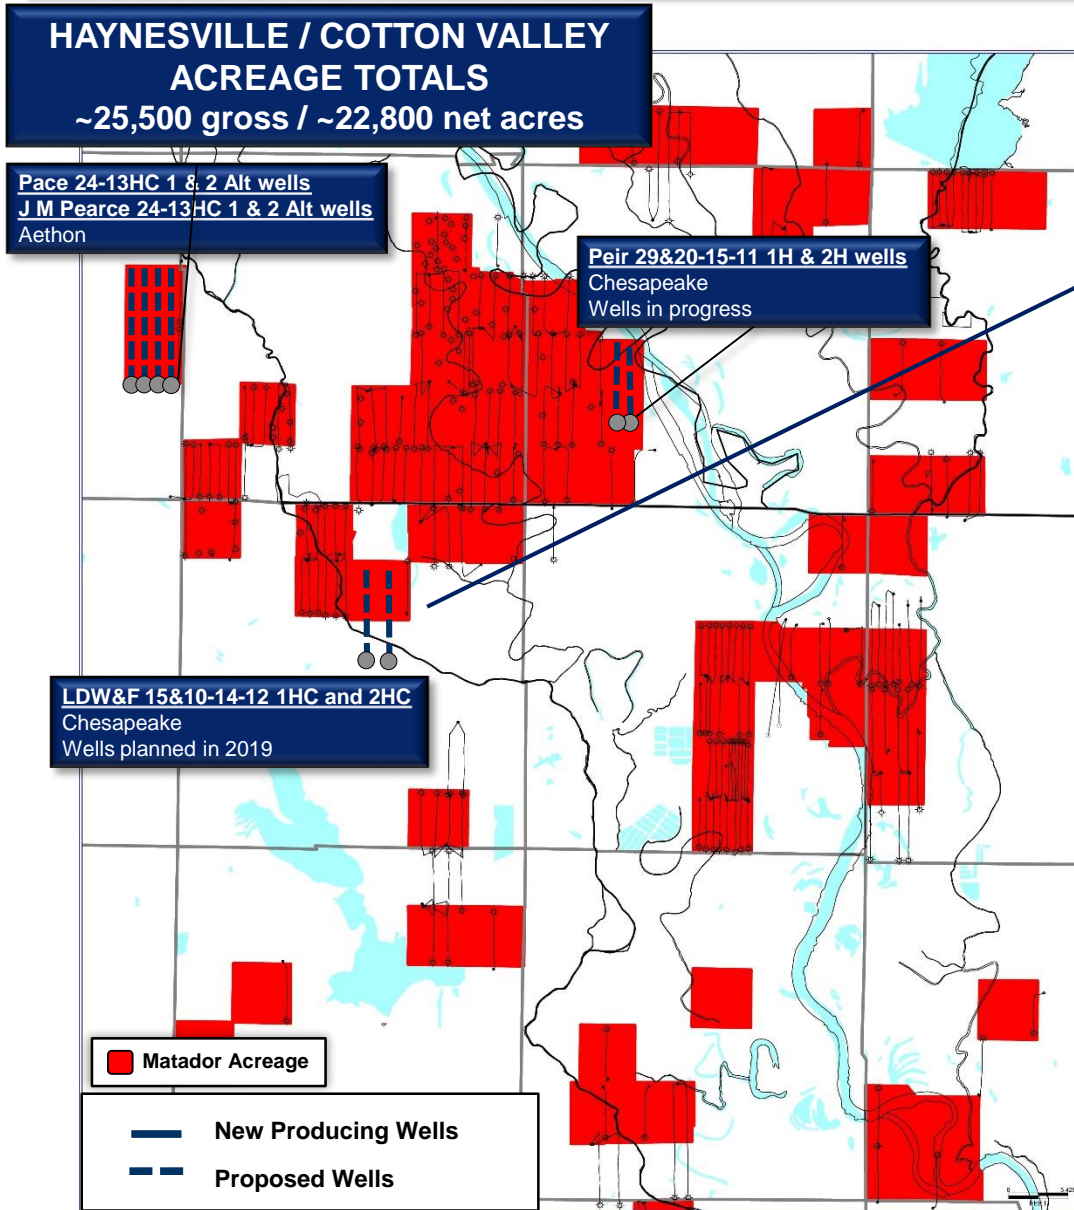 HAYNESVILLE / COTTON VALLEY
ACREAGE TOTALS
~25,500 gross / ~22,800 net acres
Pace 24-13HC 1 & 2 Alt wells
J M Pearce 24-13HC 1 & 2 Alt wells
Aethon
Peir 29&20-15-11 1H & 2H wells
Chesapeake
Wells in progress
LDW&F 15&10-14-12 1HC and 2HC
Chesapeake
Wells planned in 2019
Matador Acreage
New Producing Wells
Proposed Wells